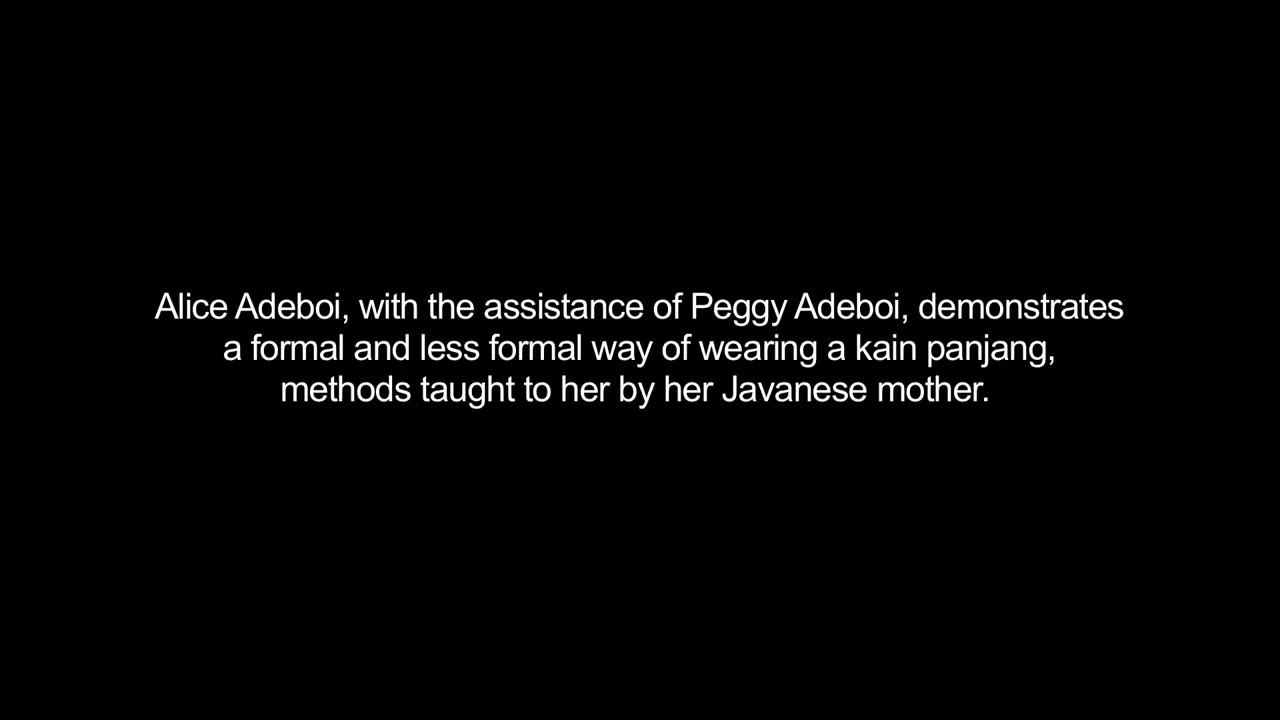 Alice Adeboi, with the assistance of Peggy Adeboi, demonstrates
a formal and less formal way of wearing a kain panjang,
methods taught to her by her Javanese mother.